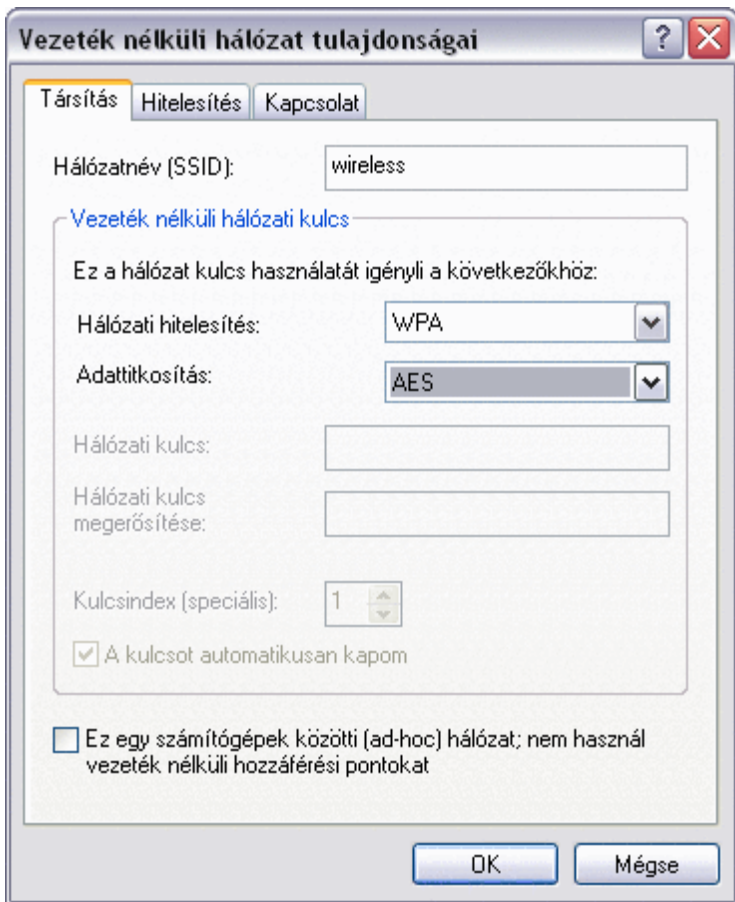 Vezeték nélküli hálózat tulajdonságai
Társítás Hitelesítés Kapcsolat
Hálózatnév (SSID): wireless
Vezeték nélküli hálózati kulcs
Ez a hálózat kulcs használatát igényli a következőkhöz:
Hálózati hitelesítés: WPA
Adattitkosítás: AES
Hálózati kulcs:
Hálózati kulcs
megerősítése:
Kulcsindex (speciális): 1
A kulcsot automatikusan kapom
Ez egy számítógépek közötti (ad-hoc) hálózat; nem használ
vezeték nélküli hozzáférési pontokat
OK Mégse